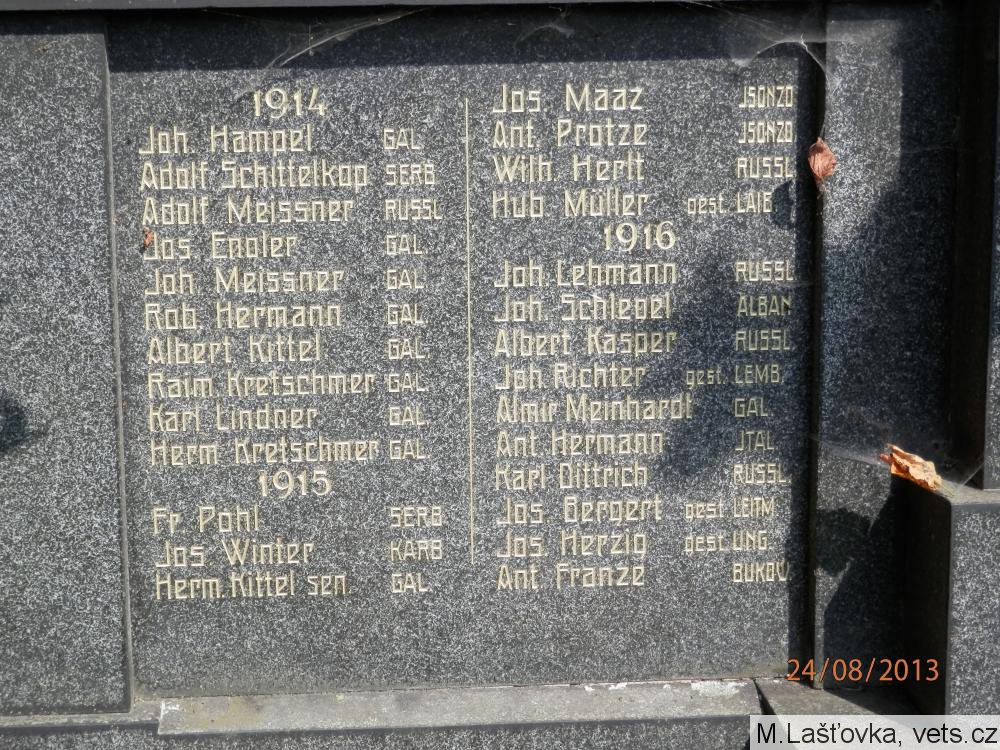 1914
Joh. Hampel GAL
Adolf Schittelkop SERB
Adolf Meissner RUSSL
Jos Engler GAL.
Joh. Meissner GAL
Rob. Hermann GAL
Albert Kittel GAL.
Raim. Kretschmer GAL
Karl Lindner GAL.
Herm. Kretschmer GAL.
1915
Fr. Pohl SERB
Jos Winter KARB
Herm. Kittel sen. GAL.
Jos. Maaz JSONZO
Ant. Protze JSONZO
Wilh. Herlt RUSSL
Hub. Müller gest. LAIB
1916
Joh. Lehmann RUSSL
Joh. Schlegel ALBAN
Albert Kasper RUSSL
Joh. Richter gest. LEMB.
Almir Meinhardt GAL.
Ant Hermann JTAL
Karl Dittrich RUSSL
Jos. Bergert gest. LEITM
Jos. Herzig gest. UNG.
Ant. Franze BUKOW
24/08/2013
M.Lašťovka, vets.cz